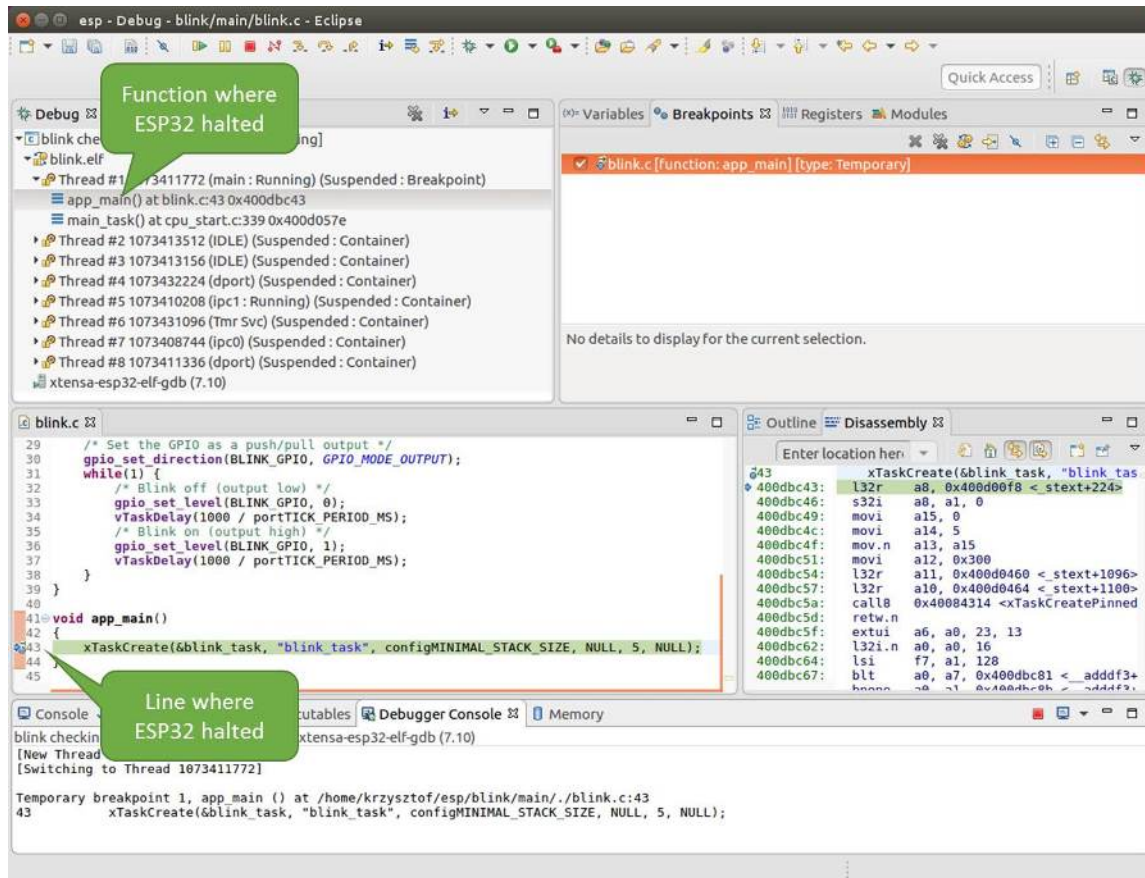 esp - Debug - blink/main/blink.c - Eclipse
Quick Access
Function where
ESP32 halted
Debug
blink che
ing]
blink.elf
Thread #1 1073411772 (main : Running) (Suspended : Breakpoint)
app_main() at blink.c:43 0x400dbc43
main_task() at cpu_start.c:339 0x400d057e
Thread #2 1073413512 (IDLE) (Suspended : Container)
Thread #3 1073413156 (IDLE) (Suspended : Container)
Thread #4 1073432224 (dport) (Suspended : Container)
Thread #5 1073410208 (ipc1 : Running) (Suspended : Container)
Thread #6 1073431096 (Tmr Svc) (Suspended : Container)
Thread #7 1073408744 (ipc0) (Suspended : Container)
Thread #8 1073411336 (dport) (Suspended : Container)
xtensa-esp32-elf-gdb (7.10)
(x)= Variables Breakpoints Registers Modules
blink.c [function: app_main] [type: Temporary]
No details to display for the current selection.
blink.c
29 /* Set the GPIO as a push/pull output */
30 gpio_set_direction(BLINK_GPIO, GPIO_MODE_OUTPUT);
31 while(1) {
32 /* Blink off (output low) */
33 gpio_set_level(BLINK_GPIO, 0);
34 vTaskDelay(1000 / portTICK_PERIOD_MS);
35 /* Blink on (output high) */
36 gpio_set_level(BLINK_GPIO, 1);
37 vTaskDelay(1000 / portTICK_PERIOD_MS);
38 }
39 }
40
41 void app_main()
42 {
43 xTaskCreate(&blink_task, "blink_task", configMINIMAL_STACK_SIZE, NULL, 5, NULL);
44
45
Outline Disassembly
Enter location her
43 xTaskCreate(&blink_task, "blink_tas
400dbc43: l32r a8, 0x400d00f8 <_stext+224>
400dbc46: s32i a8, a1, 0
400dbc49: movi a15, 0
400dbc4c: movi a14, 5
400dbc4f: mov.n a13, a15
400dbc51: movi a12, 0x300
400dbc54: l32r a11, 0x400d0460 <_stext+1096>
400dbc57: l32r a10, 0x400d0464 <_stext+1100>
400dbc5a: call8 0x40084314 <xTaskCreatePinned
400dbc5d: retw.n
400dbc5f: extui a6, a0, 23, 13
400dbc62: l32i.n a0, a0, 16
400dbc64: lsi f7, a1, 128
400dbc67: blt a0, a7, 0x400dbc81 <__adddf3+
Line where
ESP32 halted
Console
cutables Debugger Console Memory
blink checkin
xtensa-esp32-elf-gdb (7.10)
[New Thread
[Switching to Thread 1073411772]
Temporary breakpoint 1, app_main () at /home/krzysztof/esp/blink/main/./blink.c:43
43 xTaskCreate(&blink_task, "blink_task", configMINIMAL_STACK_SIZE, NULL, 5, NULL);